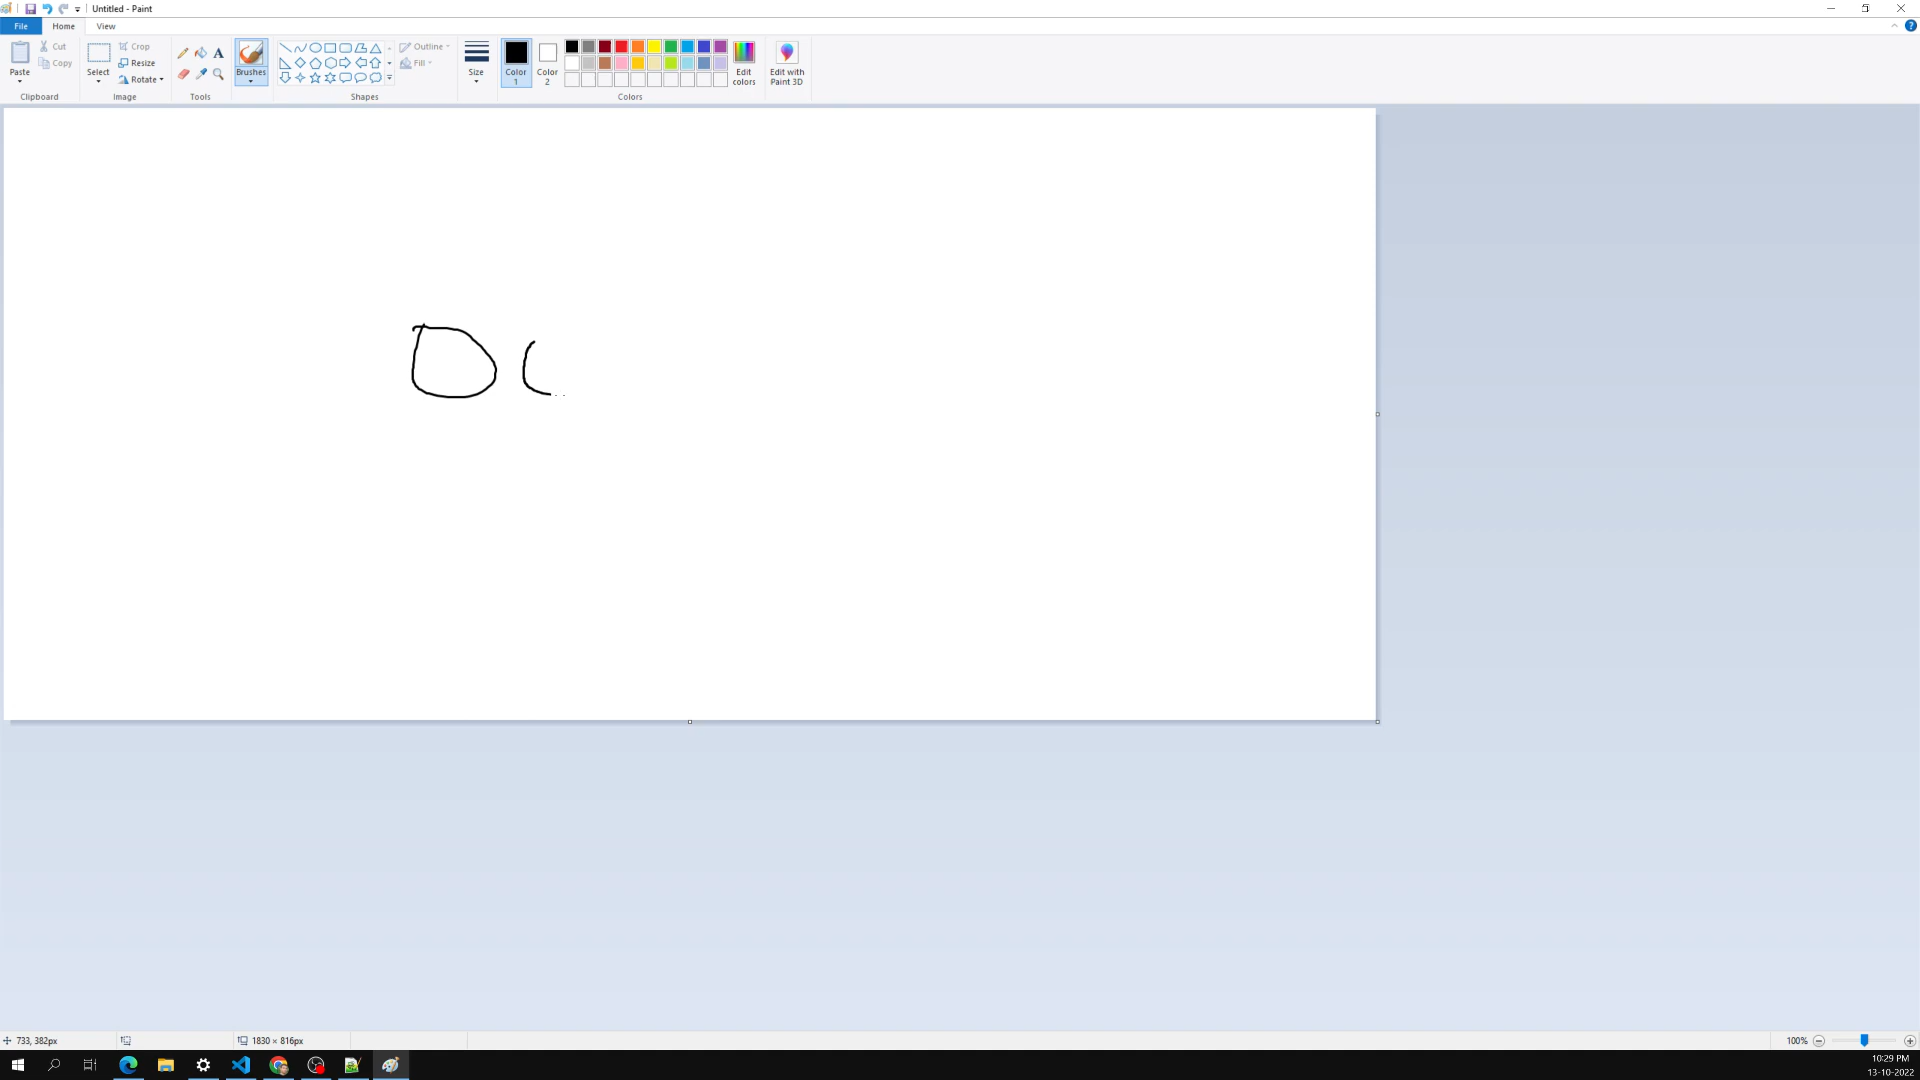 Untitled - Paint
File Home View
Paste Cut Copy Select Crop Resize Rotate A Brushes Outline Fill Size Color 1 Color 2 Edit colors Edit with Paint 3D
Clipboard Image Tools Shapes Colors
D
733, 382px 1830 × 816px 100%
10:29 PM
13-10-2022